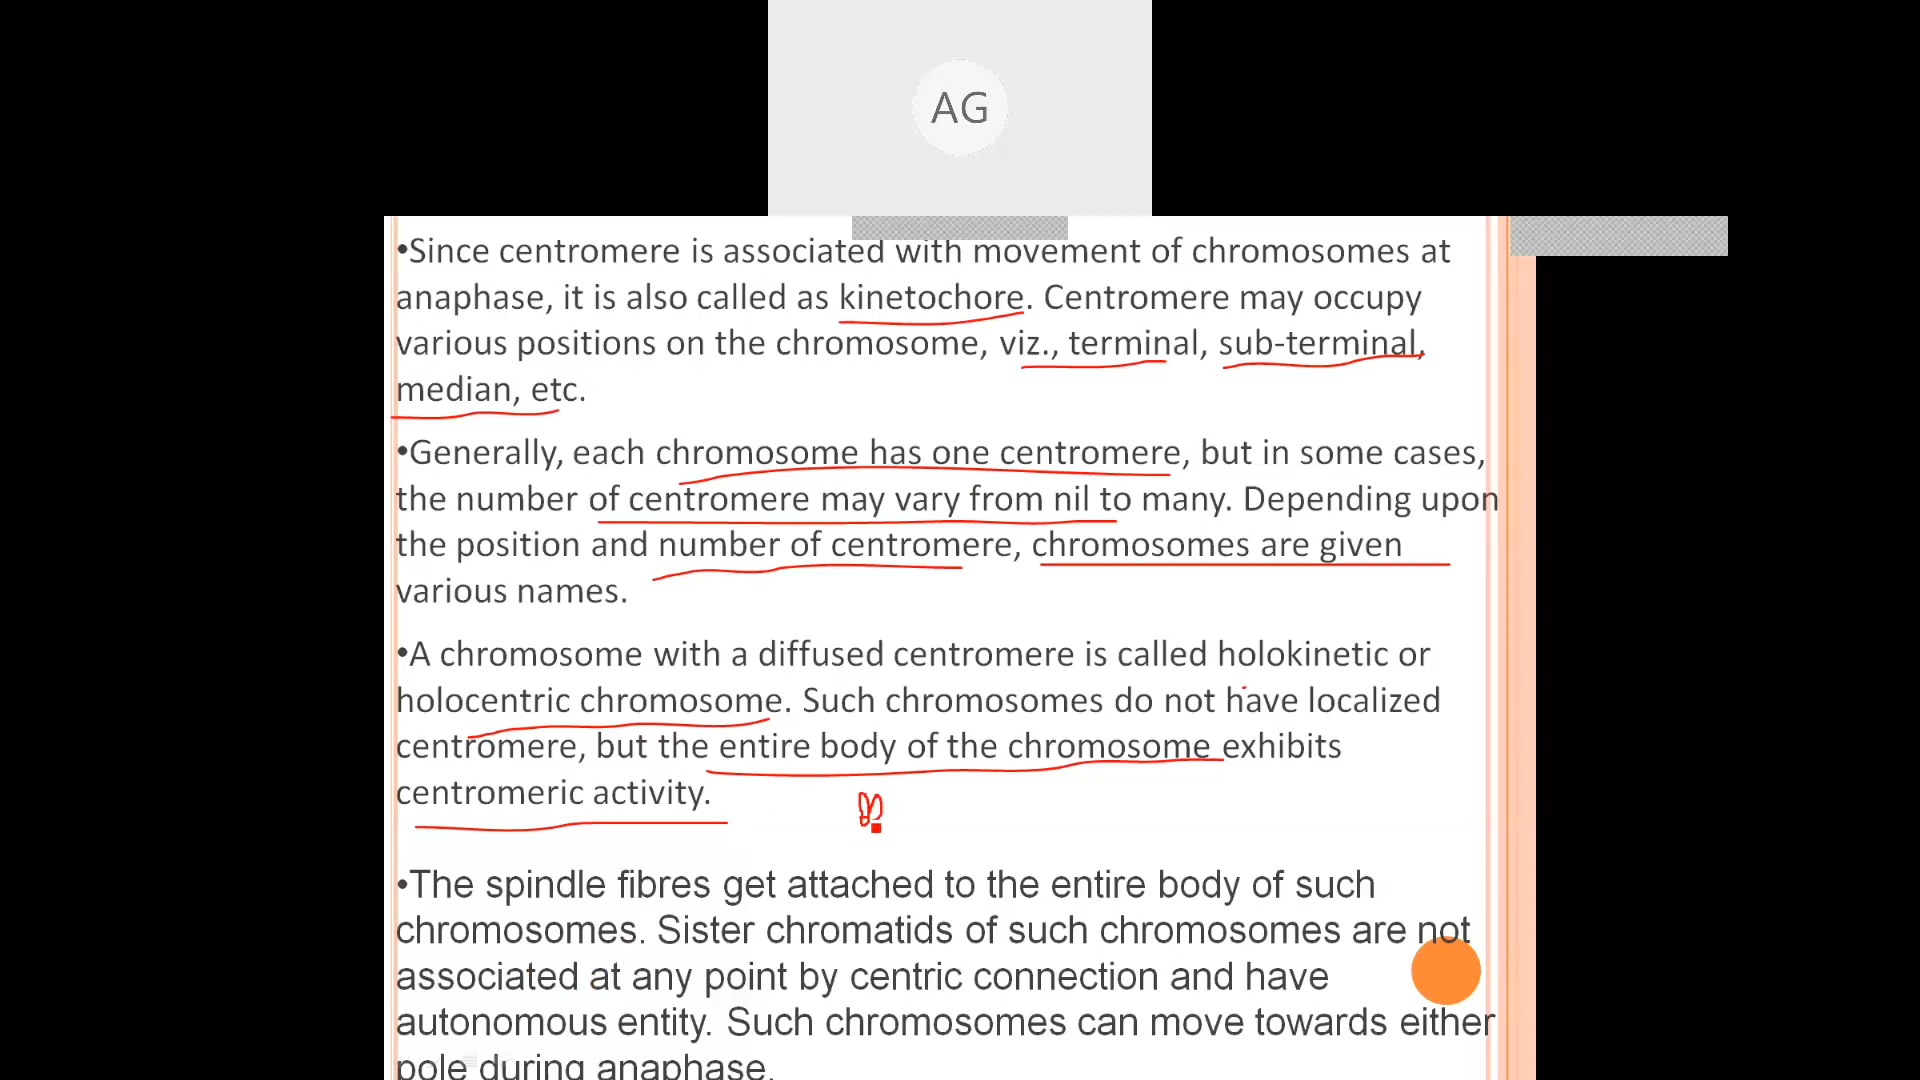 AG
•Since centromere is associated with movement of chromosomes at
anaphase, it is also called as kinetochore. Centromere may occupy
various positions on the chromosome, viz., terminal, sub-terminal,
median, etc.
•Generally, each chromosome has one centromere, but in some cases,
the number of centromere may vary from nil to many. Depending upon
the position and number of centromere, chromosomes are given
various names.
•A chromosome with a diffused centromere is called holokinetic or
holocentric chromosome. Such chromosomes do not have localized
centromere, but the entire body of the chromosome exhibits
centromeric activity.
•The spindle fibres get attached to the entire body of such
chromosomes. Sister chromatids of such chromosomes are not
associated at any point by centric connection and have
autonomous entity. Such chromosomes can move towards either
pole during anaphase.